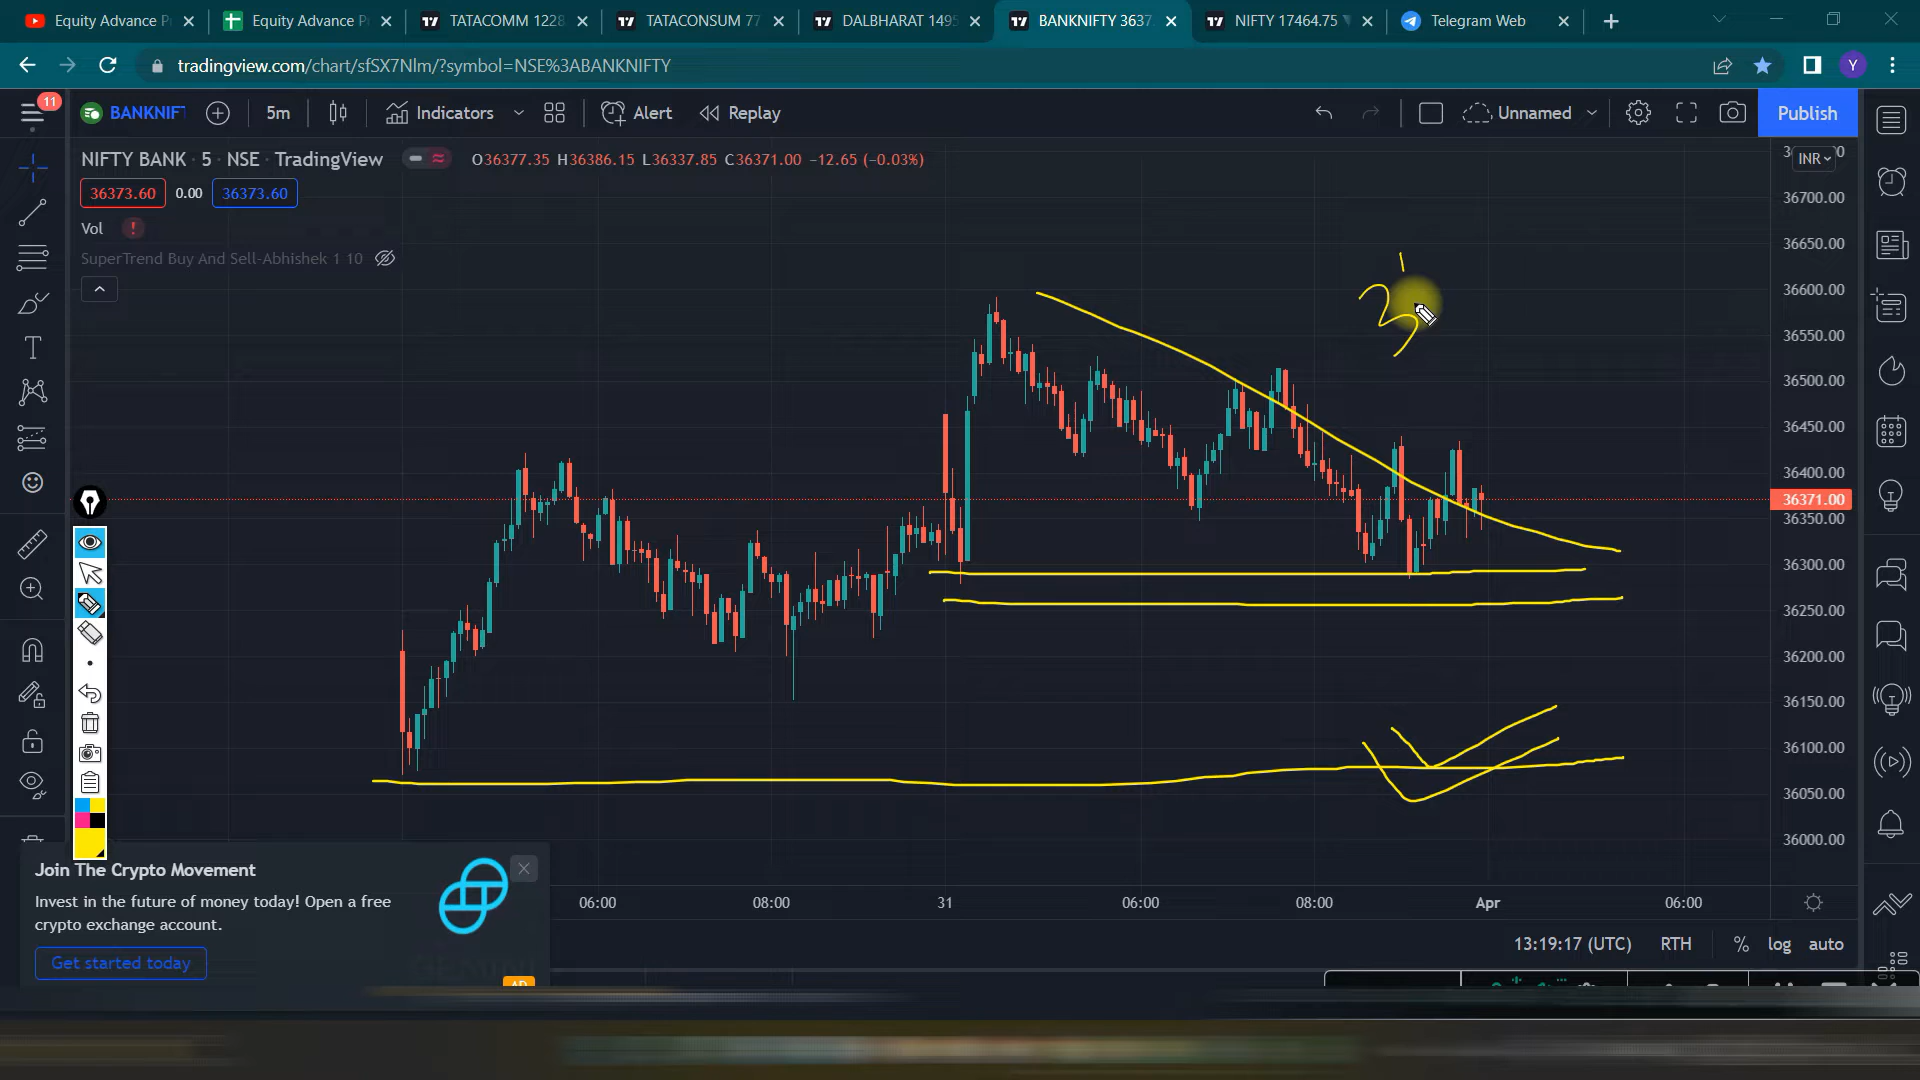 Equity Advance P
Equity Advance P
TATACOMM 1228
TATACONSUM 77
DALBHARAT 1495
BANKNIFTY 3637
NIFTY 17464.75
Telegram Web
tradingview.com/chart/sfSX7Nlm/?symbol=NSE%3ABANKNIFTY
Y
11
BANKNIFT
5m
Indicators
Alert
Replay
Unnamed
Publish
NIFTY BANK · 5 · NSE · TradingView
O36377.35 H36386.15 L36337.85 C36371.00 −12.65 (−0.03%)
INR
36373.60
0.00
36373.60
Vol
SuperTrend Buy And Sell-Abhishek 1 10
36700.00
36650.00
36600.00
36550.00
36500.00
36450.00
36400.00
36371.00
36350.00
36300.00
36250.00
36200.00
36150.00
36100.00
36050.00
36000.00
Join The Crypto Movement
Invest in the future of money today! Open a free
crypto exchange account.
Get started today
06:00
08:00
31
06:00
08:00
Apr
06:00
13:19:17 (UTC)
RTH
%
log
auto